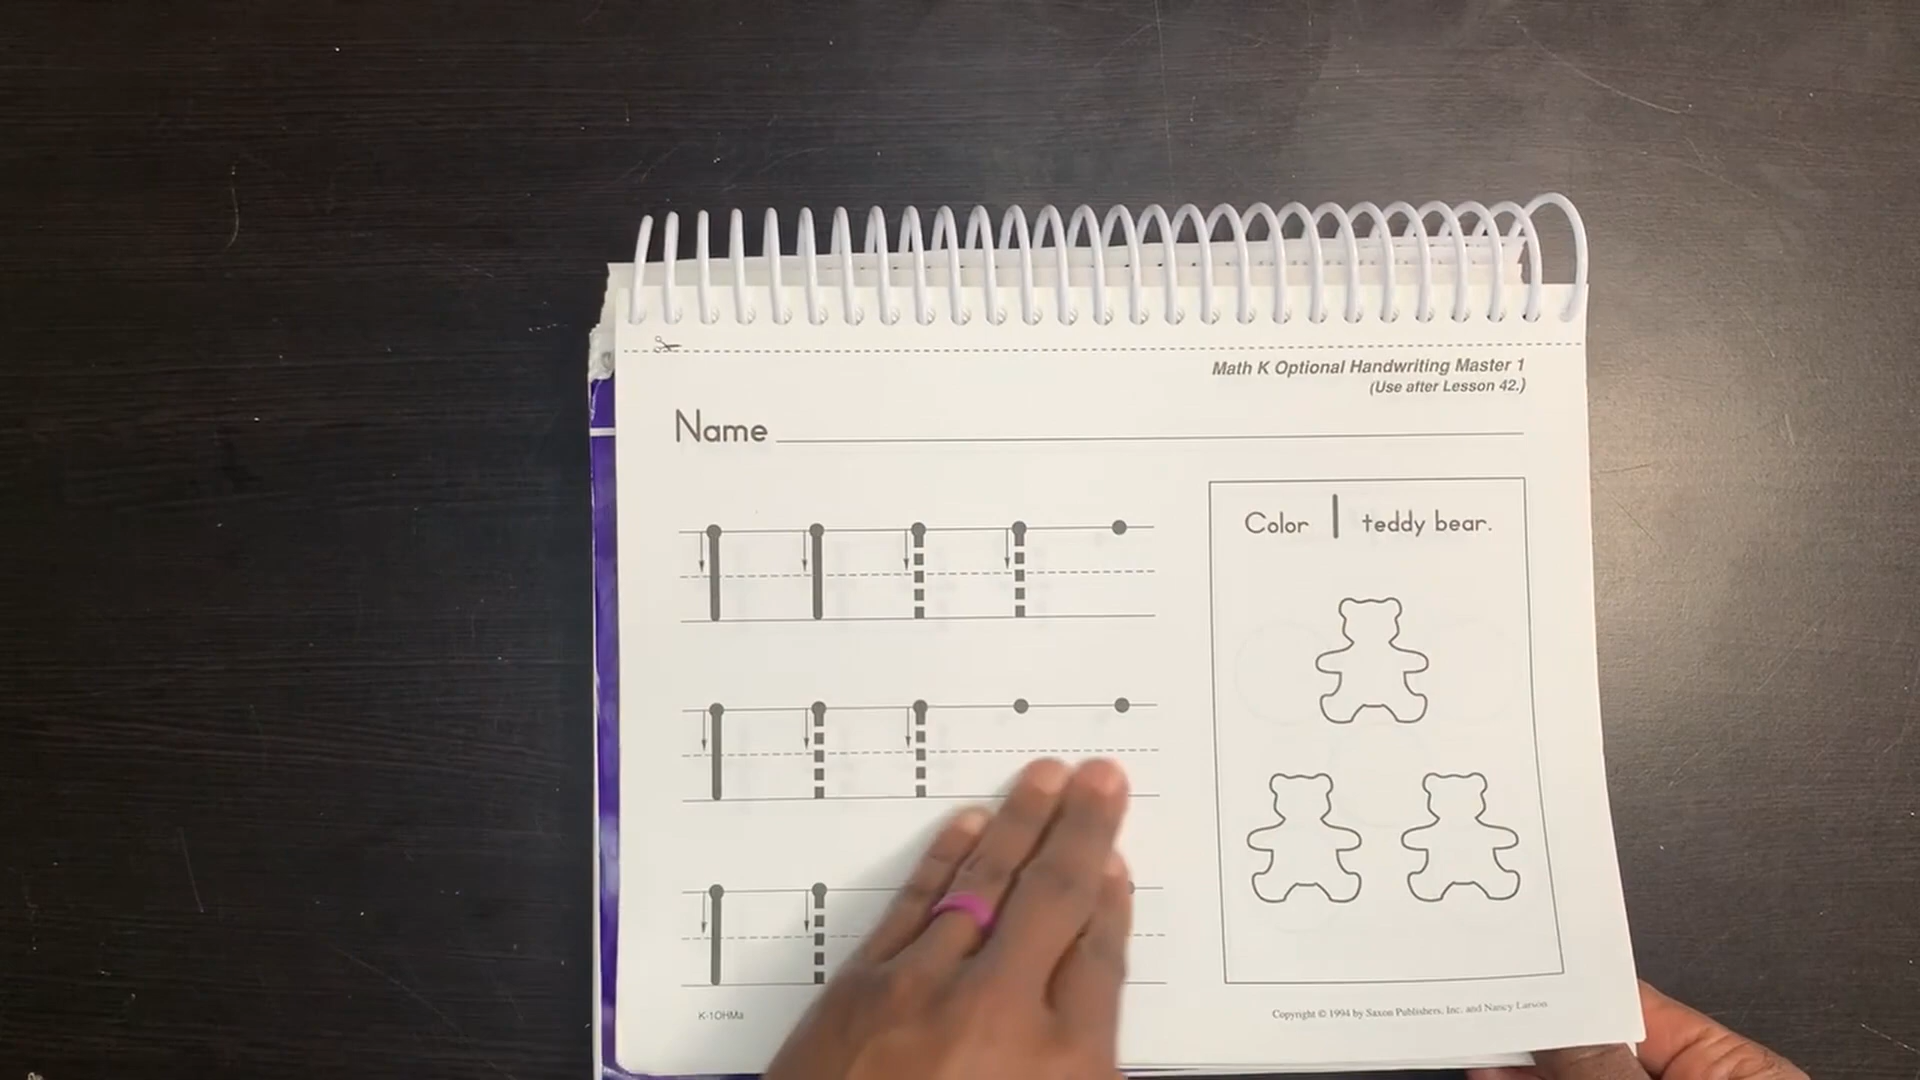 Math K Optional Handwriting Master 1
(Use after Lesson 42.)
Name
Color 1 teddy bear.
K-1OHMa
Copyright © 1994 by Saxon Publishers, Inc. and Nancy Larson